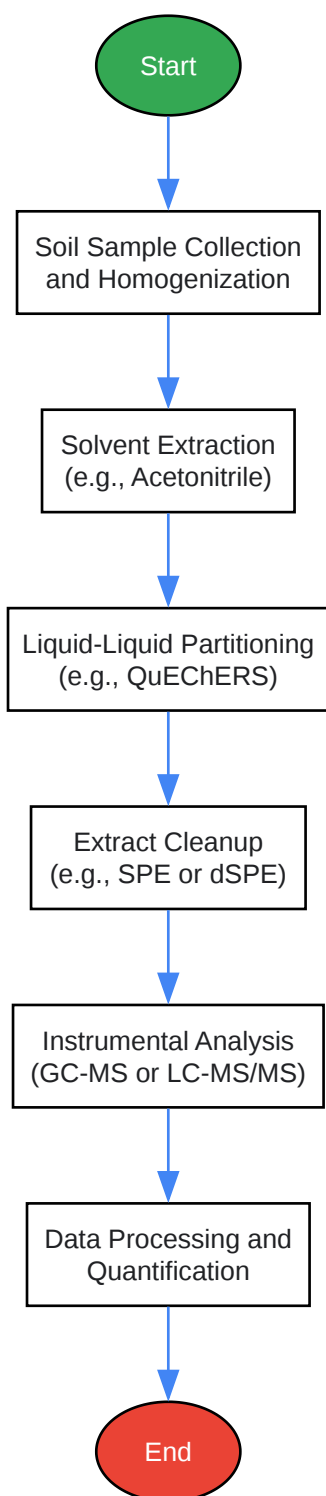 Start
Soil Sample Collection
and Homogenization
Solvent Extraction
(e.g., Acetonitrile)
Liquid-Liquid Partitioning
(e.g., QuEChERS)
Extract Cleanup
(e.g., SPE or dSPE)
Instrumental Analysis
(GC-MS or LC-MS/MS)
Data Processing and
Quantification
End